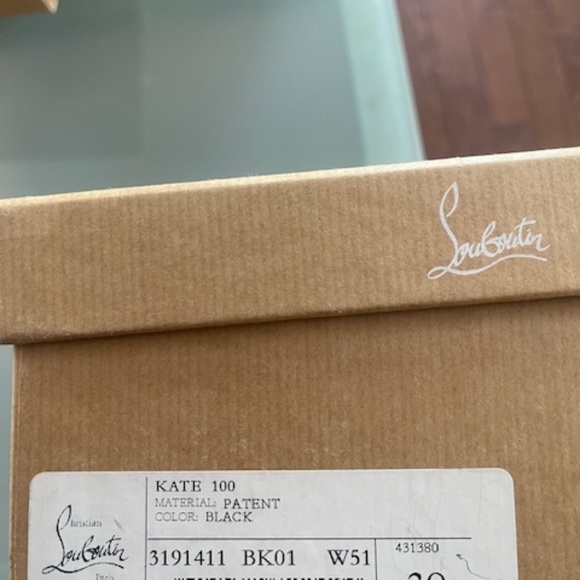 Louboutin
KATE 100
MATERIAL: PATENT
COLOR: BLACK
Christian
Louboutin
3191411 BK01 W51
431380